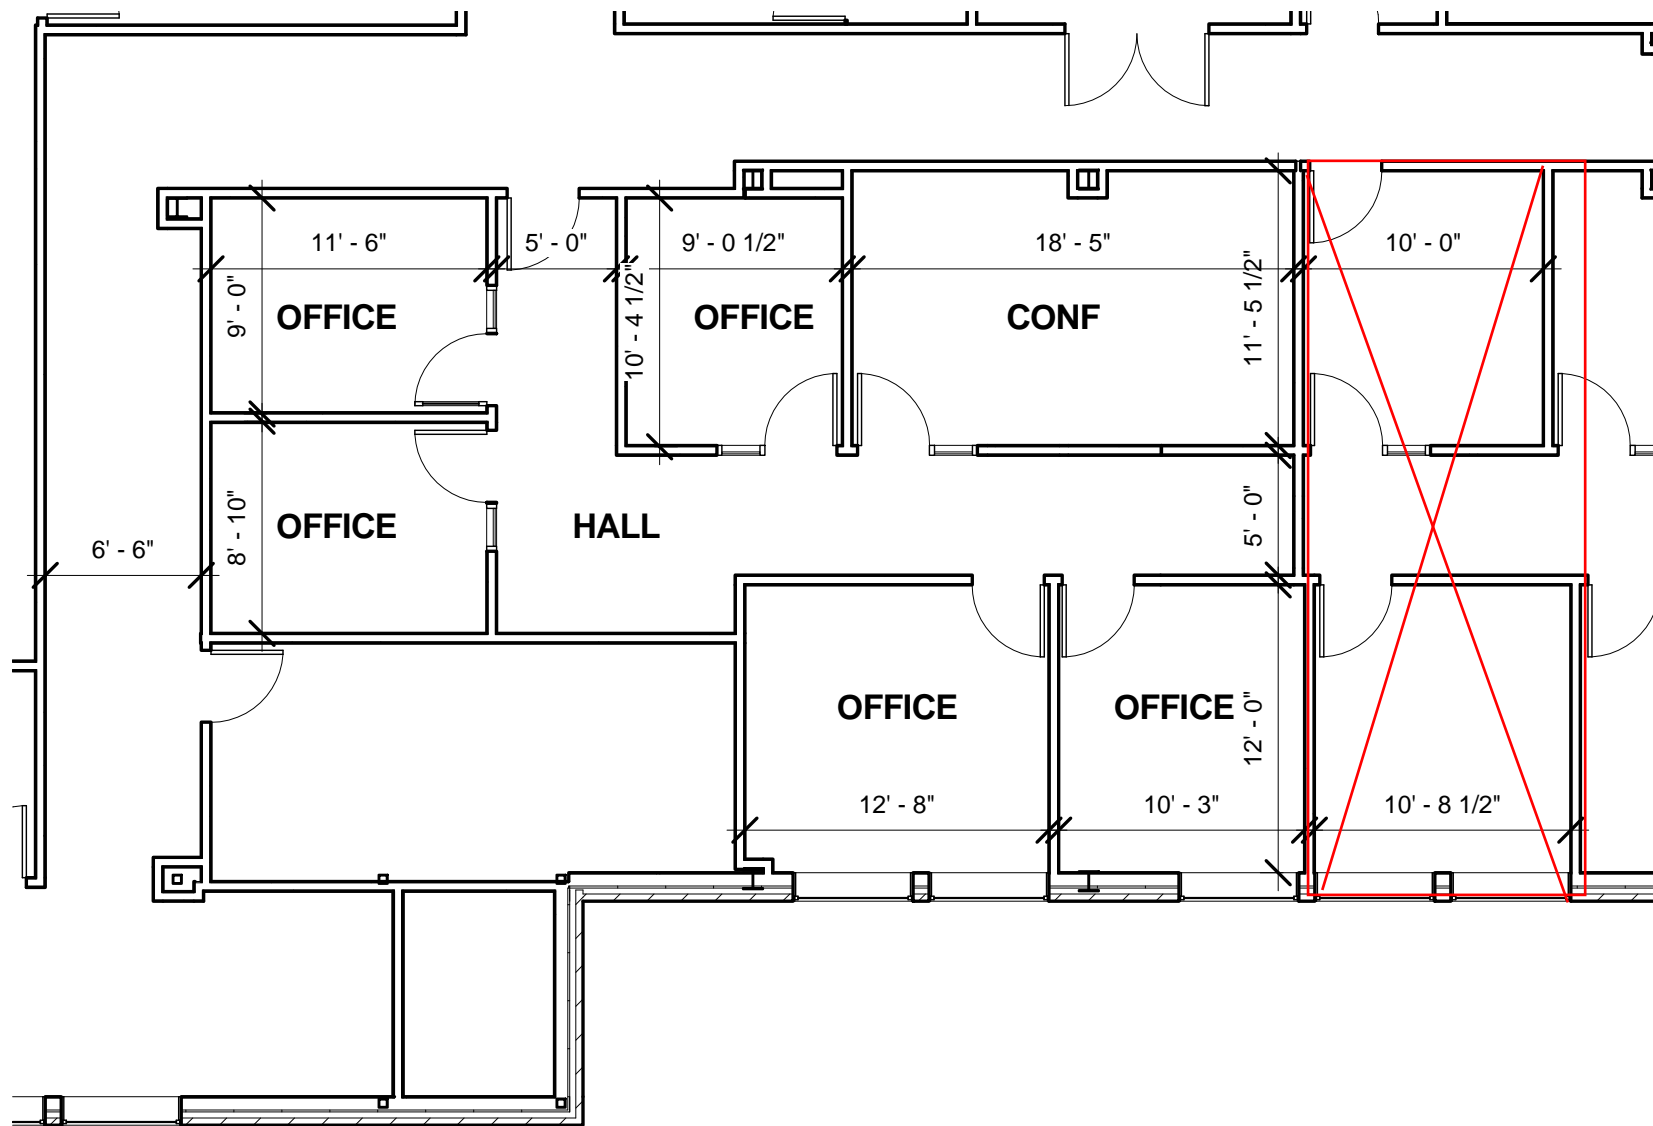 11' - 6"
5' - 0"
9' - 0 1/2"
18' - 5"
10' - 0"
9' - 0"
OFFICE
10' - 4 1/2"
OFFICE
CONF
11' - 5 1/2"
8' - 10"
OFFICE
HALL
5' - 0"
6' - 6"
OFFICE
OFFICE
12' - 0"
12' - 8"
10' - 3"
10' - 8 1/2"